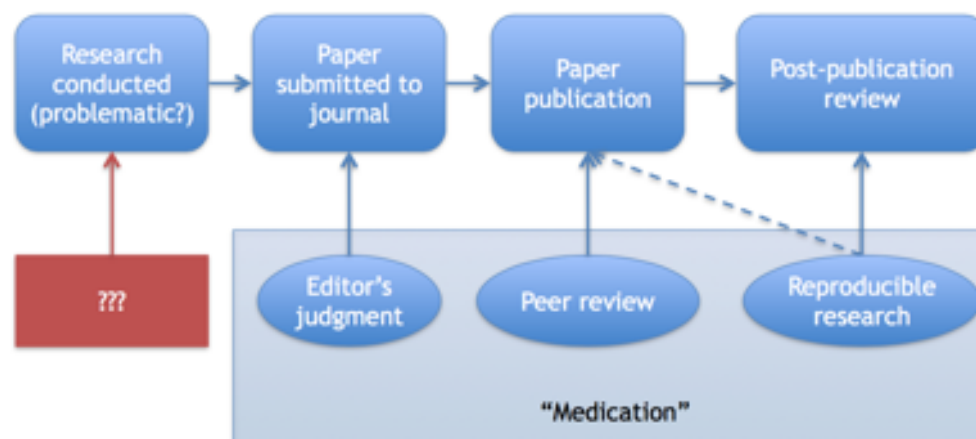 Research
conducted
(problematic?)
Paper
submitted to
journal
Paper
publication
Post-publication
review
???
Editor's
judgment
Peer review
Reproducible
research
“Medication”